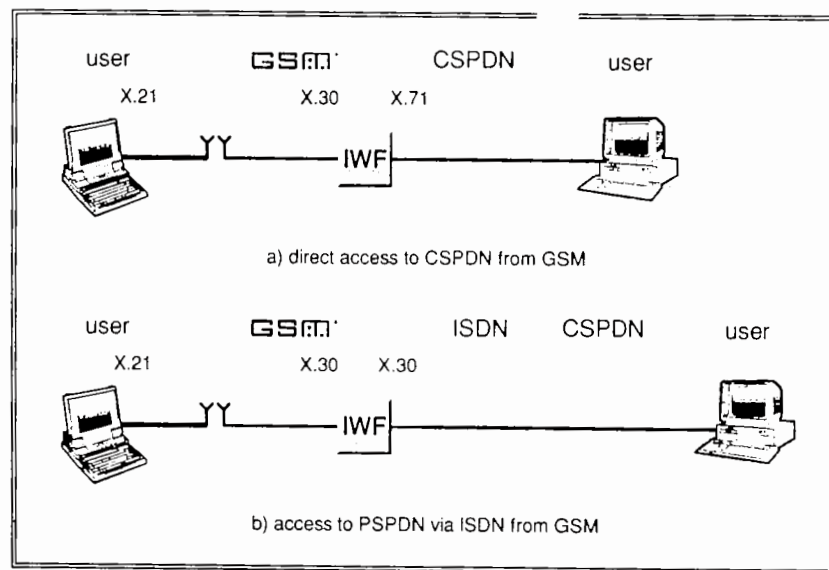 user GSM CSPDN user
X.21 X.30 X.71
IWF
a) direct access to CSPDN from GSM
user GSM ISDN CSPDN user
X.21 X.30 X.30
IWF
b) access to PSPDN via ISDN from GSM